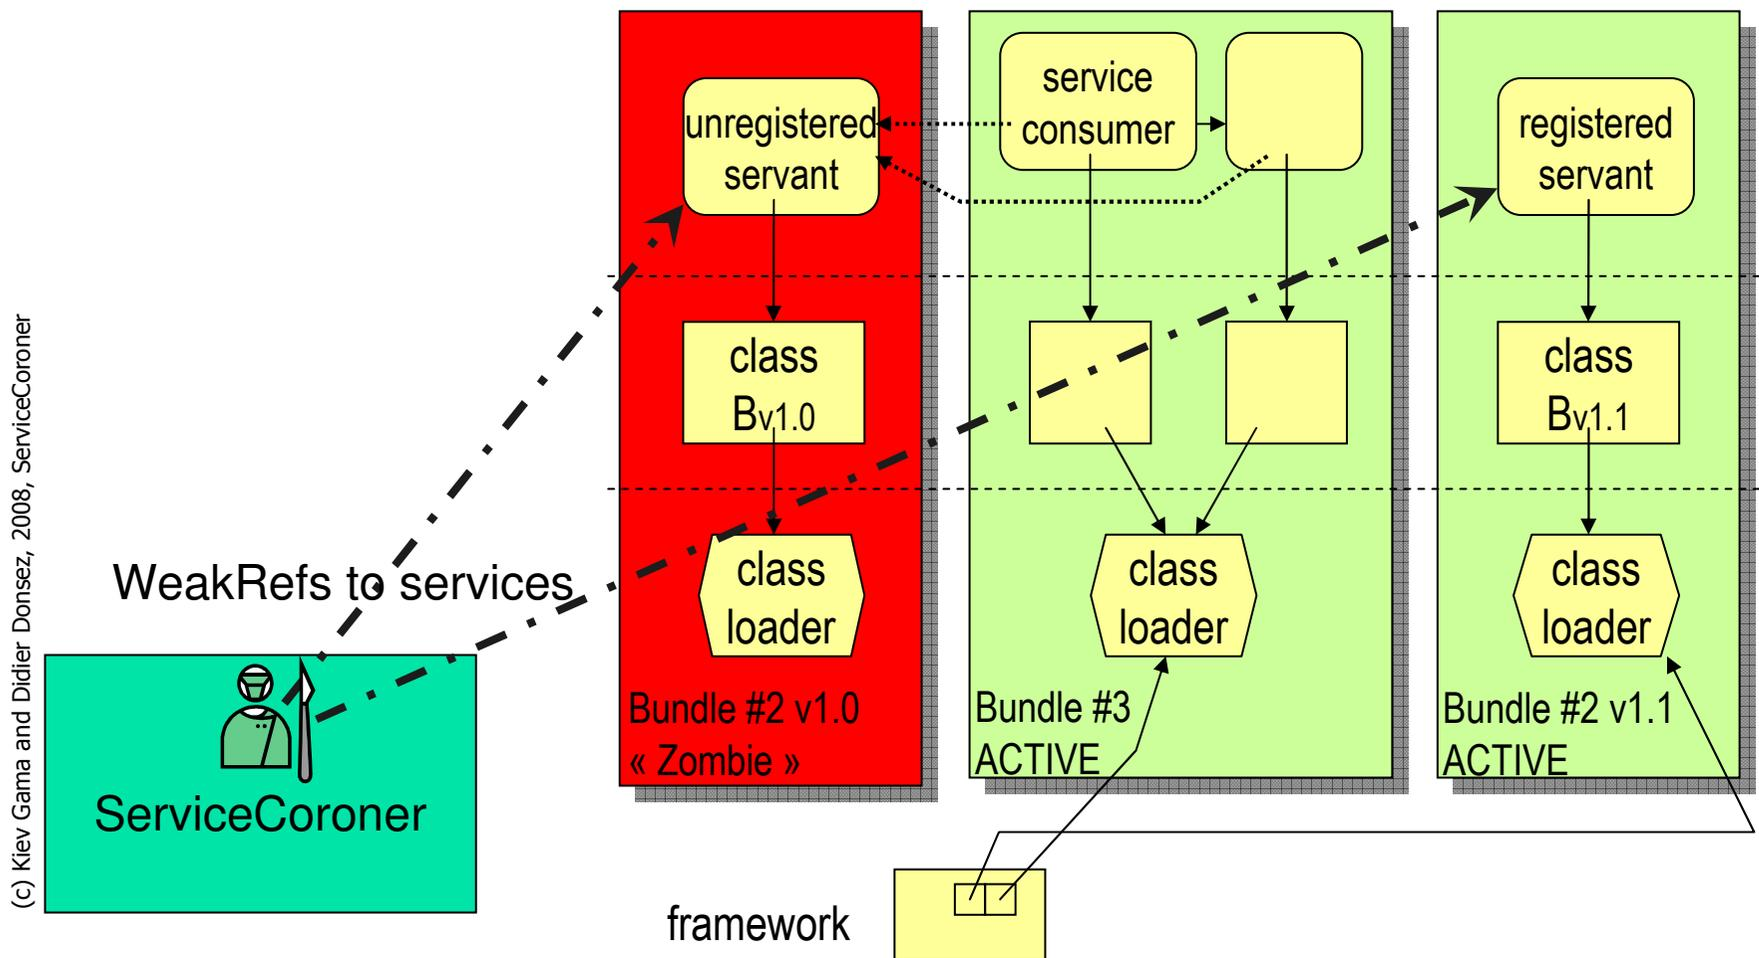 (c) Kiev Gama and Didier Donsez, 2008, ServiceCoroner
unregistered
servant
service
consumer
registered
servant
class
Bv1.0
class
Bv1.1
WeakRefs to services
class
loader
class
loader
class
loader
Bundle #2 v1.0
« Zombie »
Bundle #3
ACTIVE
Bundle #2 v1.1
ACTIVE
ServiceCoroner
framework